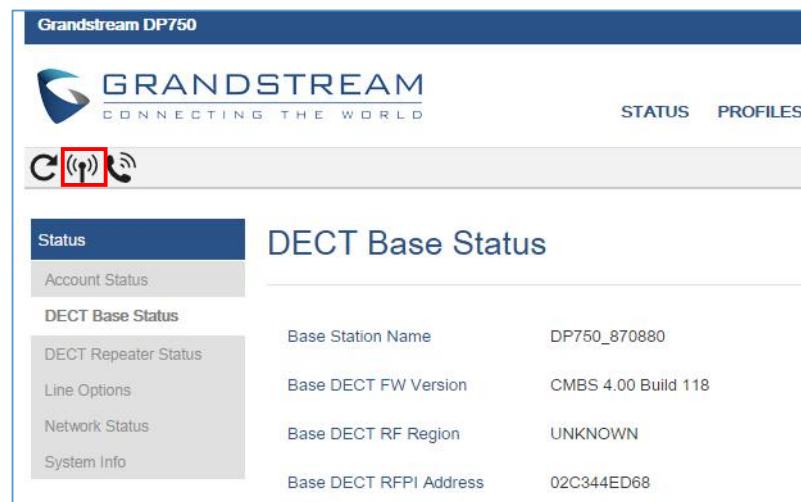 Grandstream DP750
GRANDSTREAM
CONNECTING THE WORLD
STATUS PROFILES
Status
Account Status
DECT Base Status
DECT Repeater Status
Line Options
Network Status
System Info
DECT Base Status
Base Station Name DP750_870880
Base DECT FW Version CMBS 4.00 Build 118
Base DECT RF Region UNKNOWN
Base DECT RFPI Address 02C344ED68